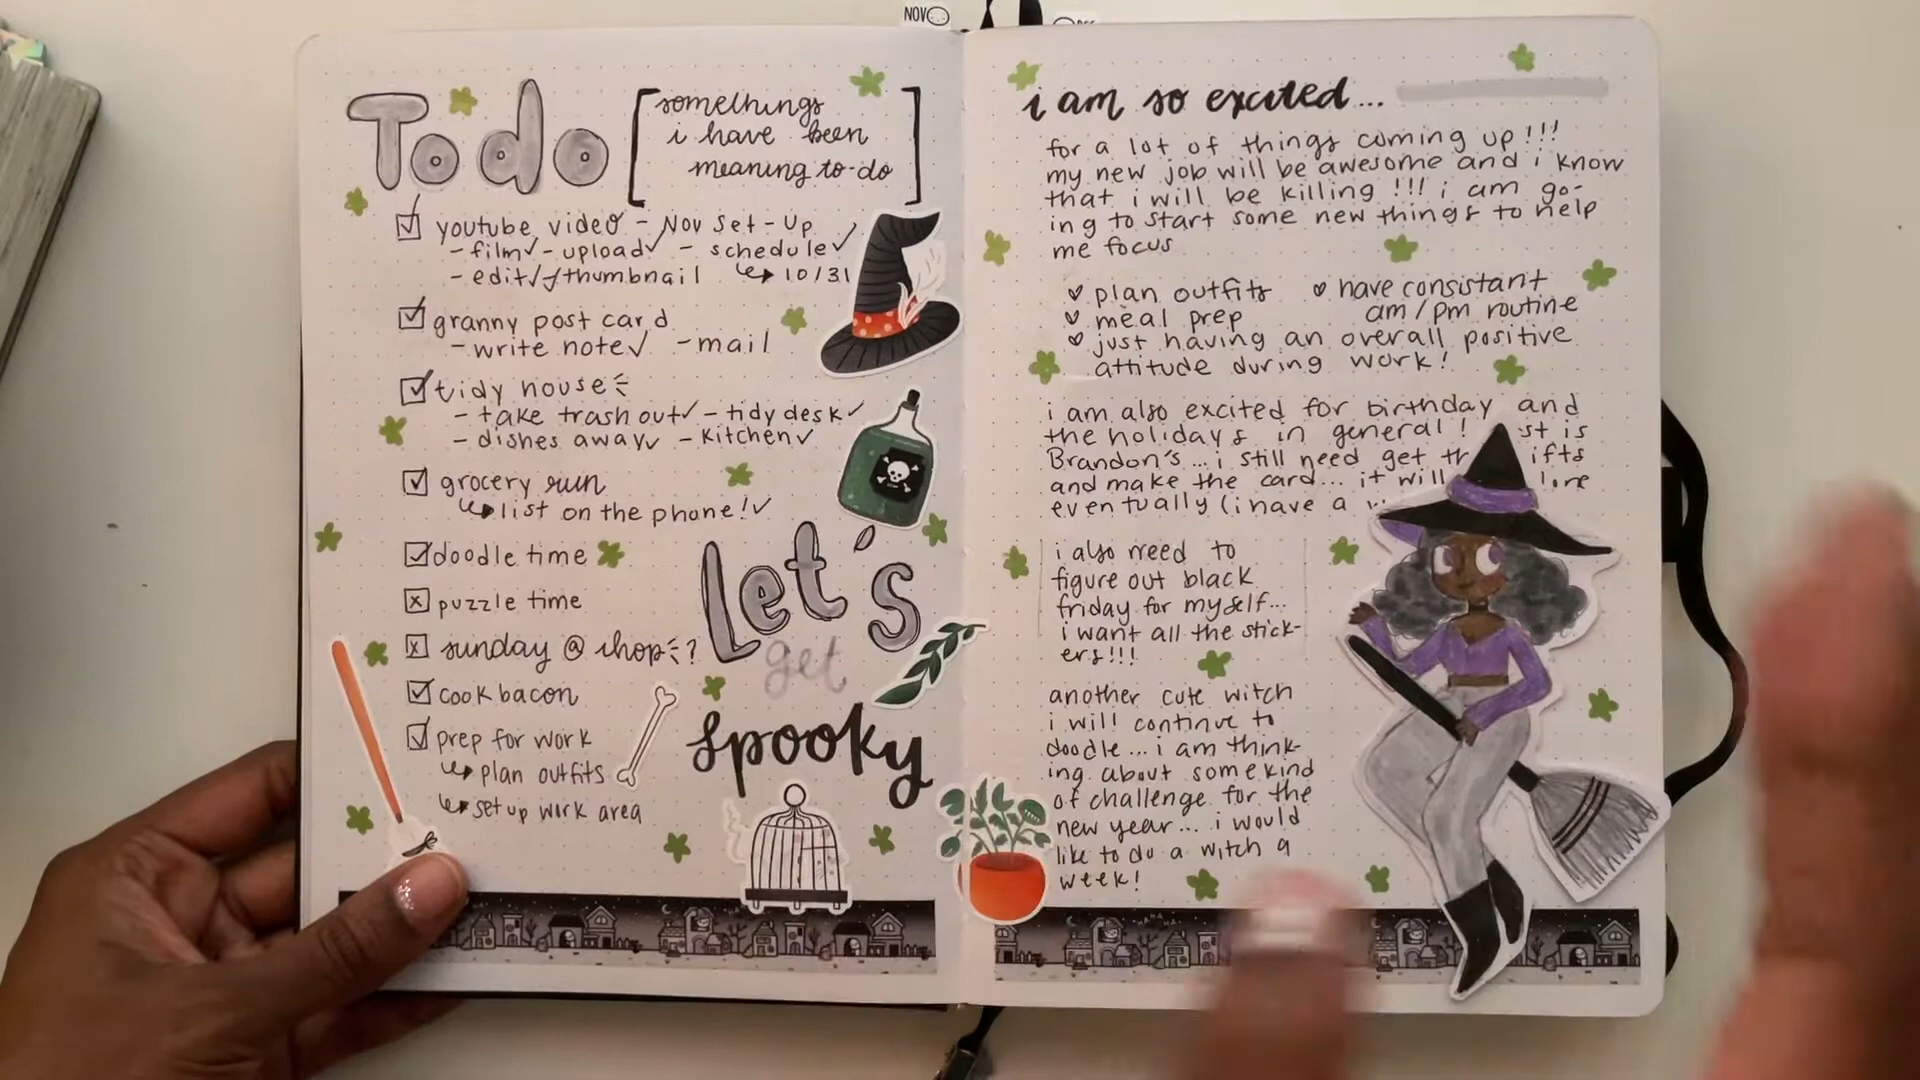 NOV
To do
somethings
i have been
meaning to-do
youtube video - Nov Set-Up
- film ✓ - upload ✓ - schedule ✓
- edit ✓ thumbnail ↳ 10/31
granny post card
- write note ✓ - mail
tidy house
- take trash out ✓ - tidy desk ✓
- dishes away ✓ - kitchen ✓
grocery run
↳ list on the phone! ✓
doodle time
puzzle time
sunday @ ihop ?
cook bacon
prep for work
↳ plan outfits
↳ set up work area
Let's
get
spooky
i am so excited...
for a lot of things coming up!!!
my new job will be awesome and i know
that i will be killing!!! i am go-
ing to start some new things to help
me focus
plan outfits
meal prep
just having an overall positive
attitude during work!
have consistant
am/pm routine
i am also excited for birthday and
the holidays in general! st is
Brandon's... i still need get ifts
and make the card... it will
eventually (i have a
i also need to
figure out black
friday for myself...
i want all the stick-
ers!!!
another cute witch
i will continue to
doodle... i am think-
ing about some kind
of challenge for the
new year... i would
like to do a witch a
week!